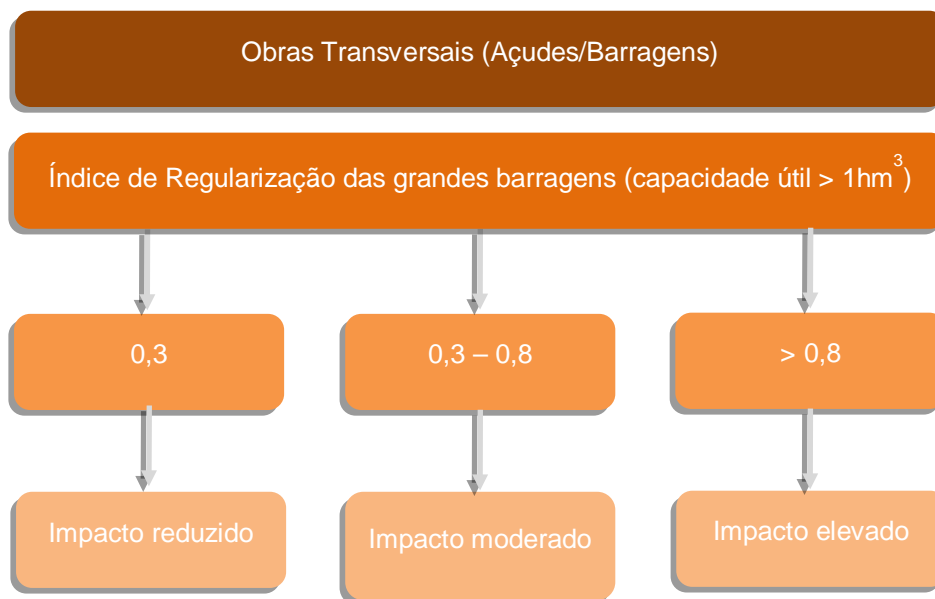 Obras Transversais (Açudes/Barragens)
Índice de Regularização das grandes barragens (capacidade útil > 1hm³)
0,3
0,3 – 0,8
> 0,8
Impacto reduzido
Impacto moderado
Impacto elevado